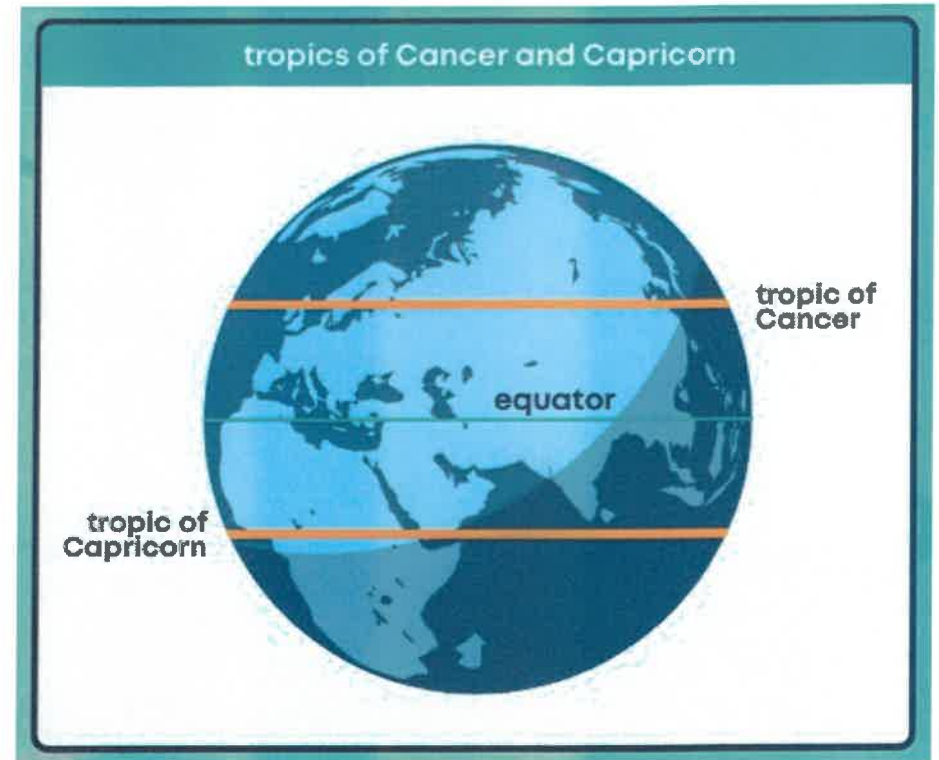 tropics of Cancer and Capricorn
tropic of
Cancer
equator
tropic of
Capricorn